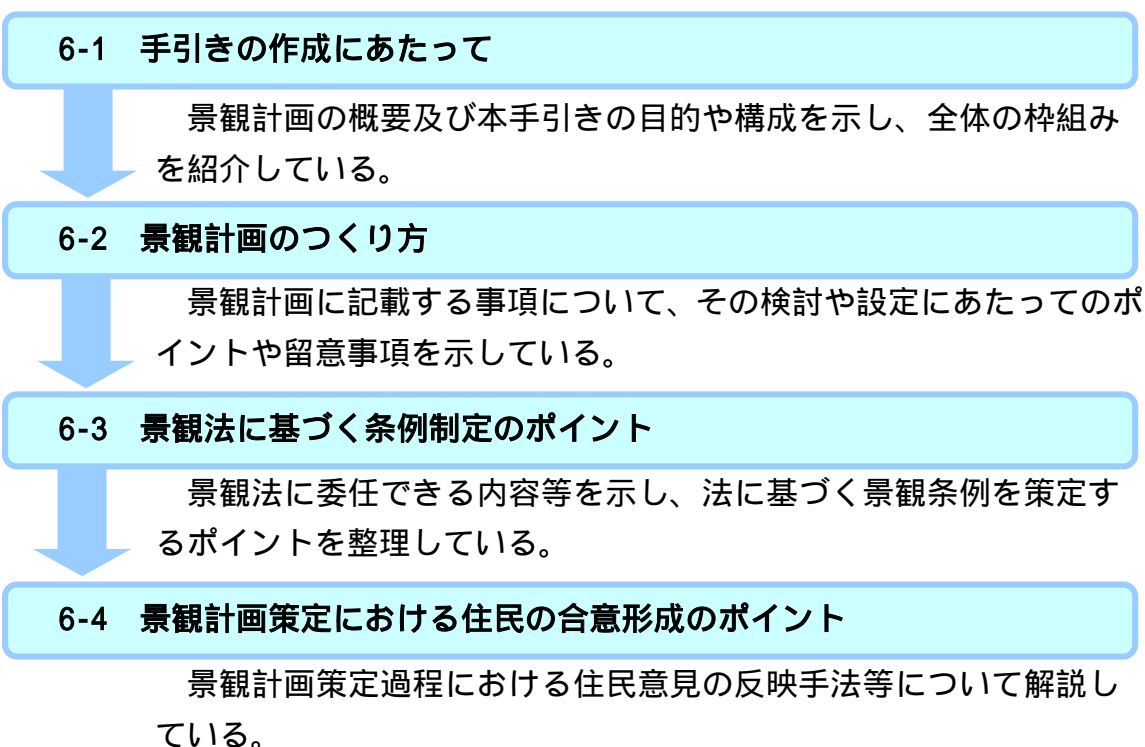 6-1 手引きの作成にあたって
景観計画の概要及び本手引きの目的や構成を示し、全体の枠組み
を紹介している。
6-2 景観計画のつくり方
景観計画に記載する事項について、その検討や設定にあたってのポ
イントや留意事項を示している。
6-3 景観法に基づく条例制定のポイント
景観法に委任できる内容等を示し、法に基づく景観条例を策定す
るポイントを整理している。
6-4 景観計画策定における住民の合意形成のポイント
景観計画策定過程における住民意見の反映手法等について解説し
ている。